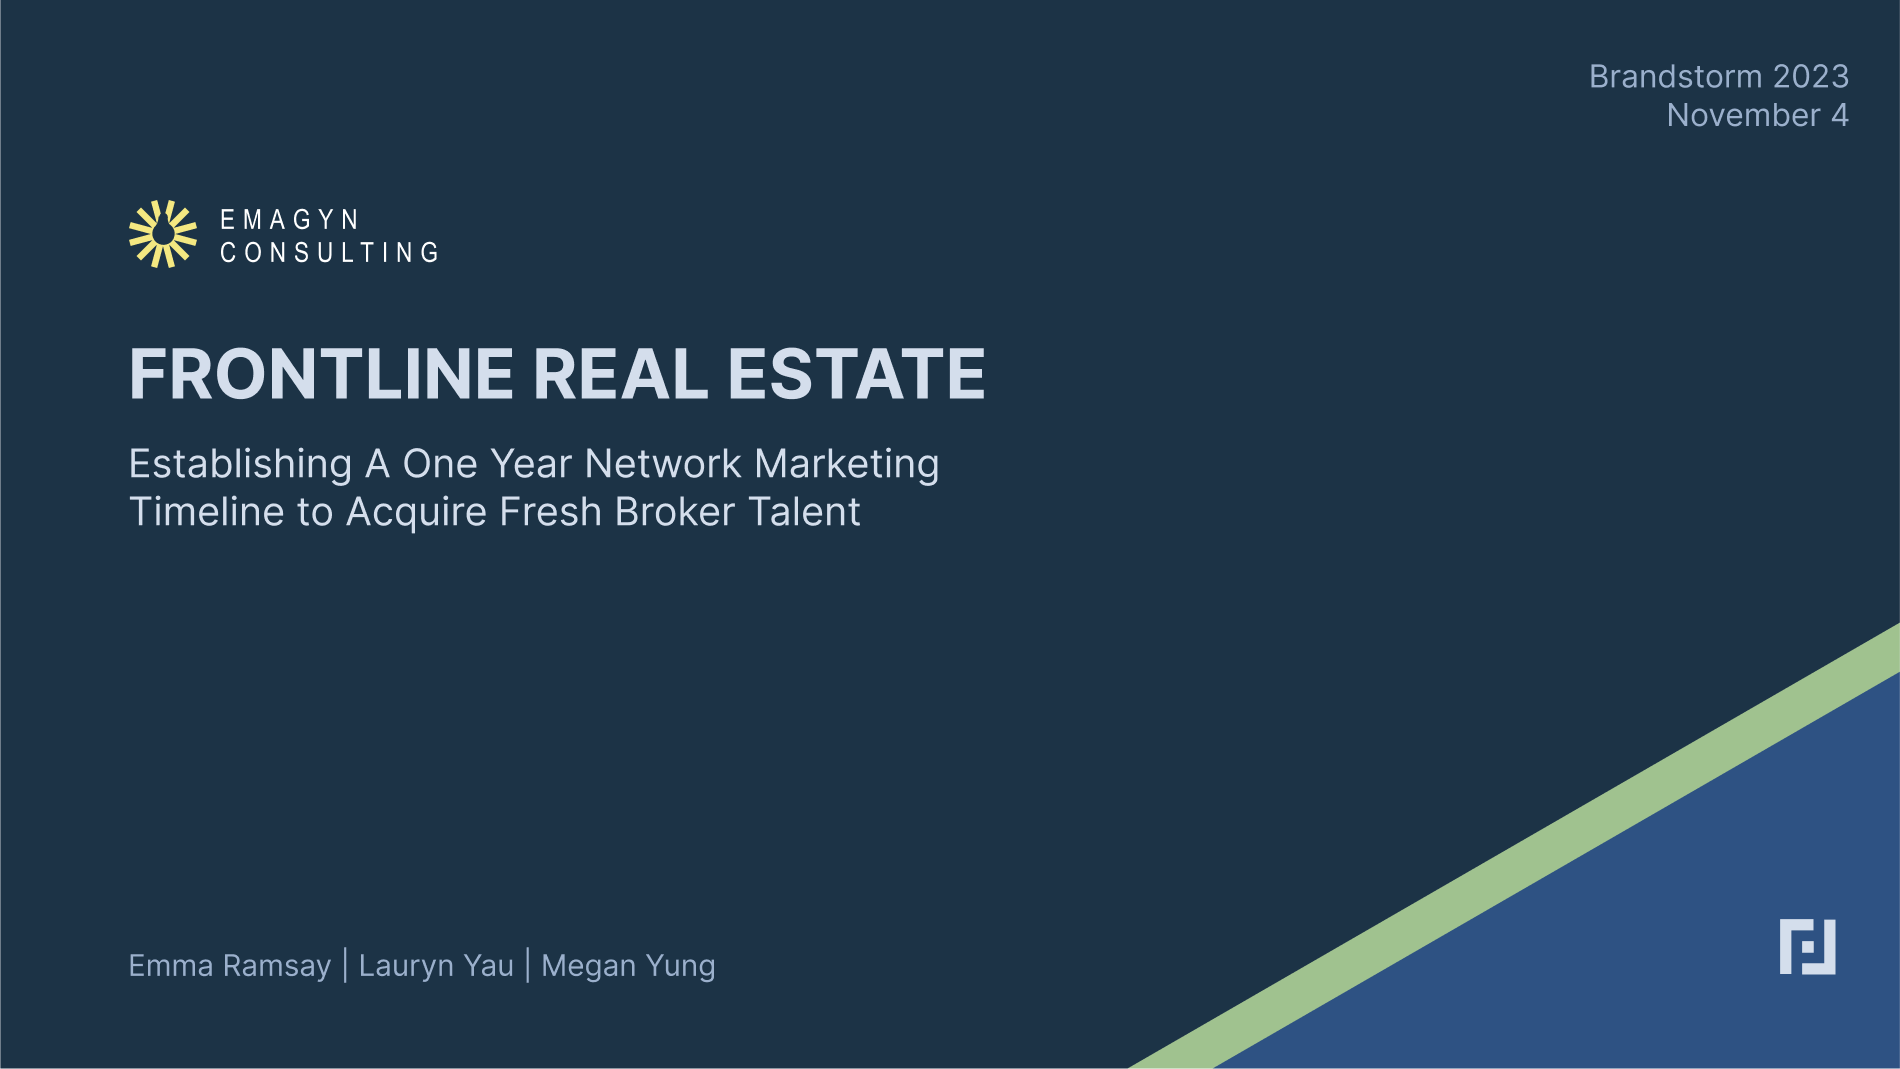 Brandstorm 2023
November 4
EMAGYN
CONSULTING
FRONTLINE REAL ESTATE
Establishing A One Year Network Marketing
Timeline to Acquire Fresh Broker Talent
Emma Ramsay | Lauryn Yau | Megan Yung